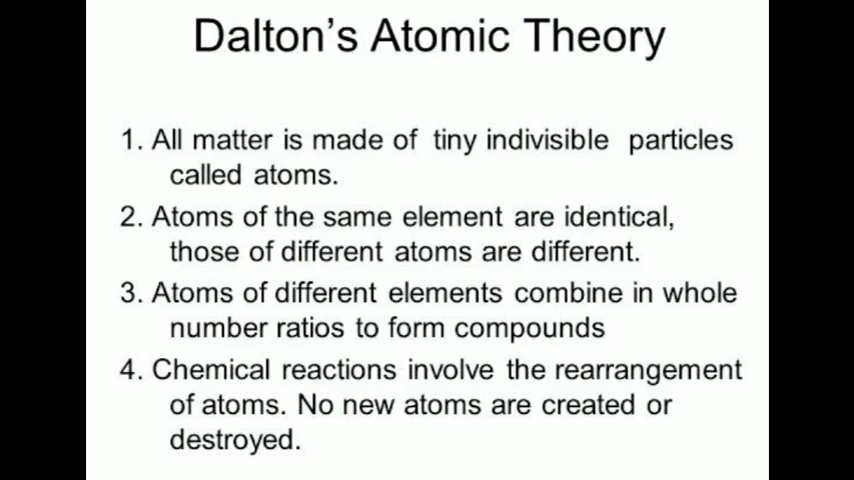 Dalton's Atomic Theory
1. All matter is made of tiny indivisible particles
called atoms.
2. Atoms of the same element are identical,
those of different atoms are different.
3. Atoms of different elements combine in whole
number ratios to form compounds
4. Chemical reactions involve the rearrangement
of atoms. No new atoms are created or
destroyed.